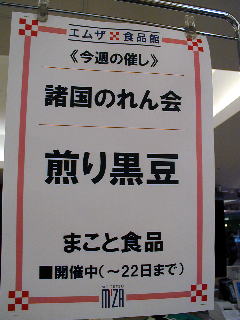 エムザ 食品館
《今週の催し》
諸国のれん会
煎り黒豆
まこと食品
■開催中(～22日まで)
M'ZA